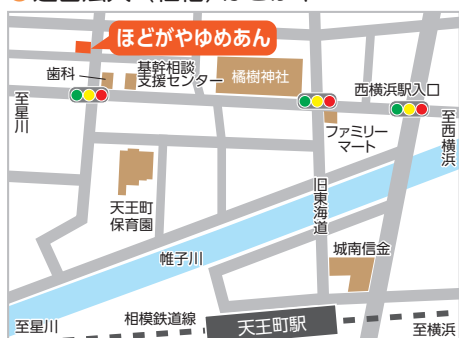 ほどがやゆめあん
歯科
基幹相談
支援センター
橘樹神社
西横浜駅入口
至星川
ファミリー
マート
至西横浜
天王町
保育園
旧東海道
帷子川
城南信金
至星川
相模鉄道線
天王町駅
至横浜